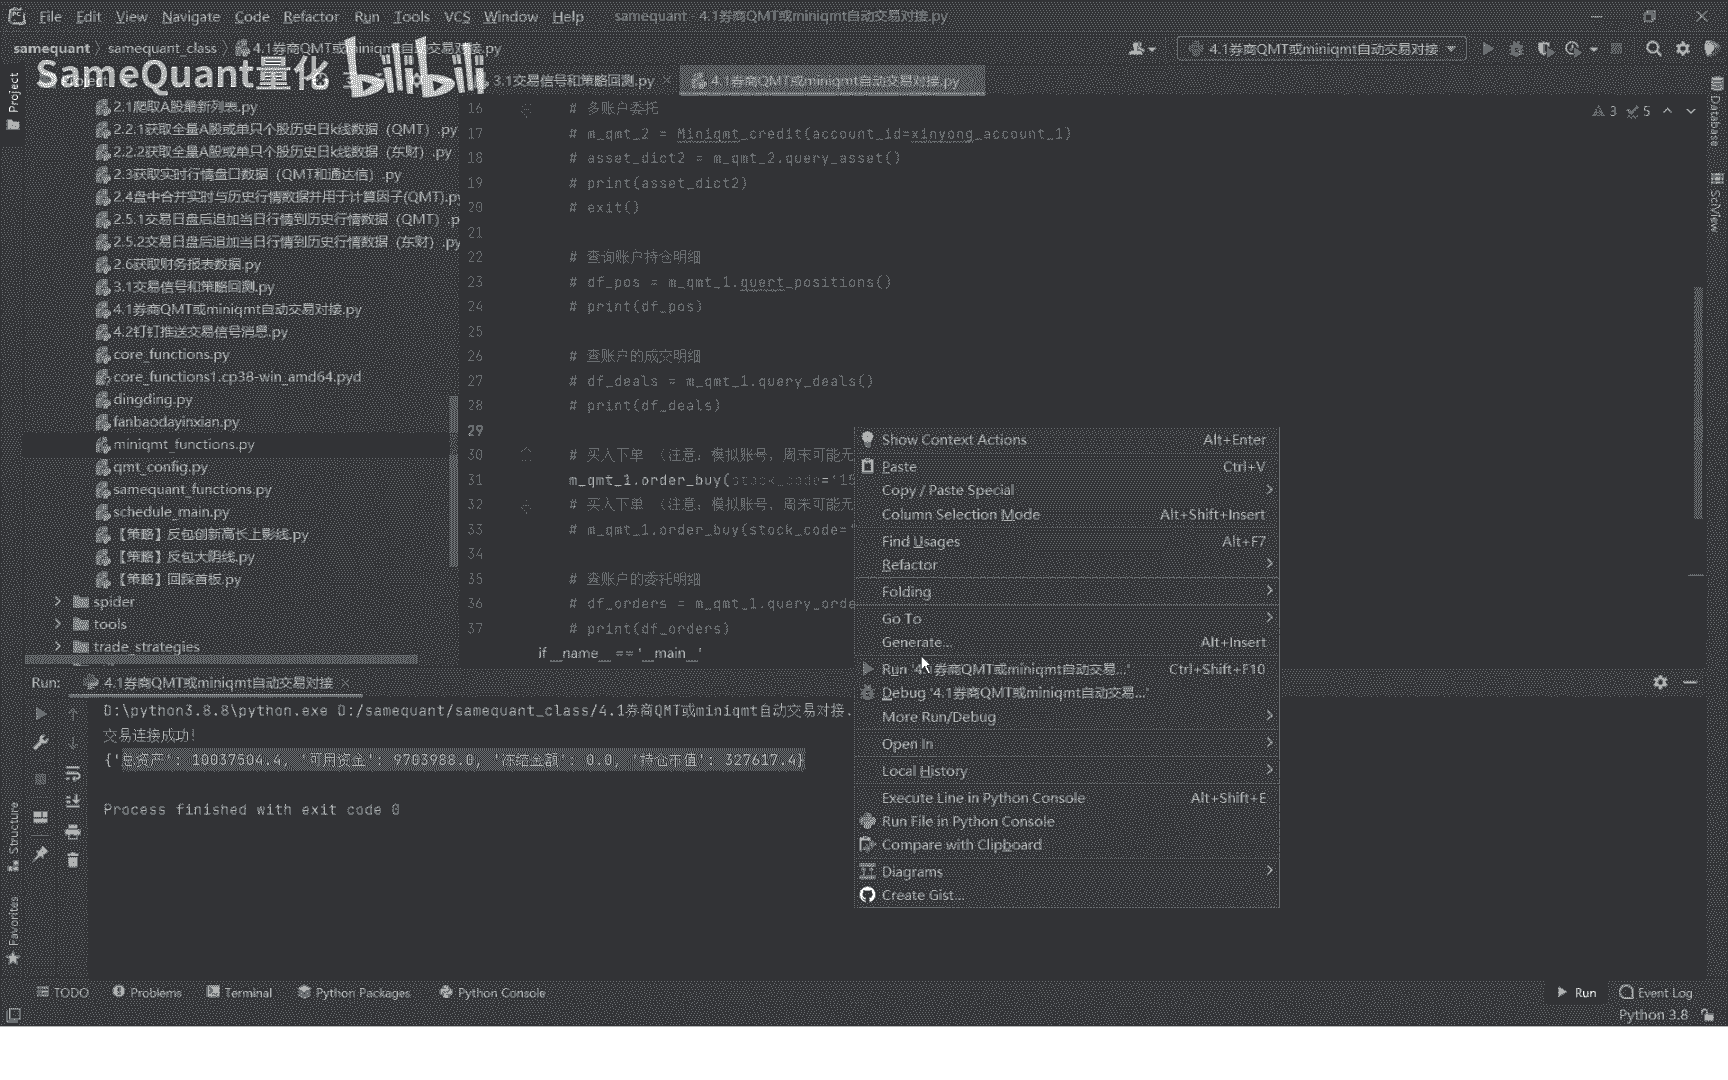 File Edit View Navigate Code Refactor Run Tools VCS Window Help samequant - 4.1券商QMT或miniqmt自动交易对接.py
samequant samequant_class 4.1券商QMT或miniqmt自动交易对接.py
4.1券商QMT或miniqmt自动交易对接
SameQuant量化 bilibili
3.1交易信号和策略回测.py
4.1券商QMT或miniqmt自动交易对接.py
Project
2.1爬取A股最新列表.py
2.2.1获取全量A股或单只个股历史日k线数据（QMT）.py
2.2.2获取全量A股或单只个股历史日k线数据（东财）.py
2.3获取实时行情盘口数据（QMT和通达信）.py
2.4盘中合并实时与历史行情数据并用于计算因子(QMT).py
2.5.1交易日盘后追加当日行情到历史行情数据（QMT）.p
2.5.2交易日盘后追加当日行情到历史行情数据（东财）.py
2.6获取财务报表数据.py
3.1交易信号和策略回测.py
4.1券商QMT或miniqmt自动交易对接.py
4.2钉钉推送交易信号消息.py
core_functions.py
core_functions1.cp38-win_amd64.pyd
dingding.py
fanbaodayinxian.py
miniqmt_functions.py
qmt_config.py
samequant_functions.py
schedule_main.py
【策略】反包创新高长上影线.py
【策略】反包大阴线.py
【策略】回踩首板.py
spider
tools
trade_strategies
16 # 多账户委托
17 # m_qmt_2 = Miniqmt_credit(account_id=xinyong_account_1)
18 # asset_dict2 = m_qmt_2.query_asset()
19 # print(asset_dict2)
20 # exit()
21
22 # 查询账户持仓明细
23 # df_pos = m_qmt_1.quert_positions()
24 # print(df_pos)
25
26 # 查账户的成交明细
27 # df_deals = m_qmt_1.query_deals()
28 # print(df_deals)
29
30 # 买入下单 （注意：模拟账号，周末可能无
31 m_qmt_1.order_buy(stock_code='15
32 # 买入下单 （注意：模拟账号，周末可能无
33 # m_qmt_1.order_buy(stock_code='
34
35 # 查账户的委托明细
36 # df_orders = m_qmt_1.query_orde
37 # print(df_orders)
if __name__ == '__main__'
3 5
Database
SciView
Show Context Actions Alt+Enter
Paste Ctrl+V
Copy / Paste Special
Column Selection Mode Alt+Shift+Insert
Find Usages Alt+F7
Refactor
Folding
Go To
Generate... Alt+Insert
Run '4.1券商QMT或miniqmt自动交易...' Ctrl+Shift+F10
Debug '4.1券商QMT或miniqmt自动交易...'
More Run/Debug
Open In
Local History
Execute Line in Python Console Alt+Shift+E
Run File in Python Console
Compare with Clipboard
Diagrams
Create Gist...
Run: 4.1券商QMT或miniqmt自动交易对接
D:\python3.8.8\python.exe D:/samequant/samequant_class/4.1券商QMT或miniqmt自动交易对接.
交易连接成功!
{'总资产': 10037504.4, '可用资金': 9703988.0, '冻结金额': 0.0, '持仓市值': 327617.4}
Process finished with exit code 0
Structure
Favorites
TODO Problems Terminal Python Packages Python Console Run Event Log
Python 3.8